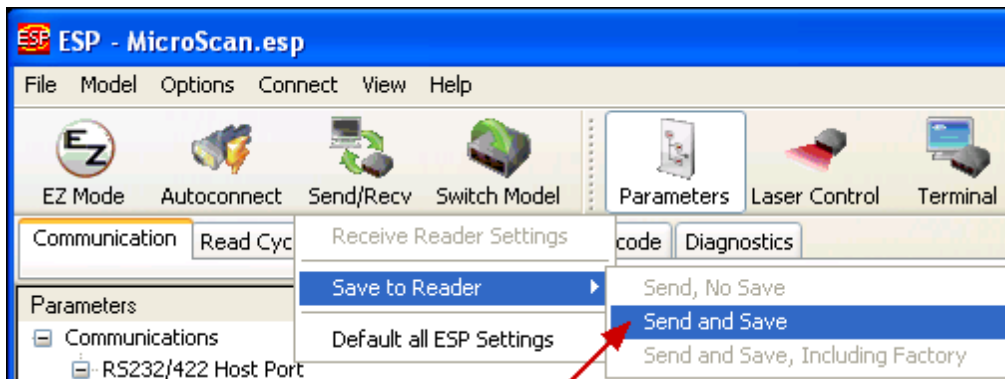 ESP ESP - MicroScan.esp
File Model Options Connect View Help
EZ
EZ Mode Autoconnect Send/Recv Switch Model Parameters Laser Control Terminal
Communication Read Cyc code Diagnostics
Receive Reader Settings
Save to Reader
Default all ESP Settings
Send, No Save
Send and Save
Send and Save, Including Factory
Parameters
Communications
RS232/422 Host Port